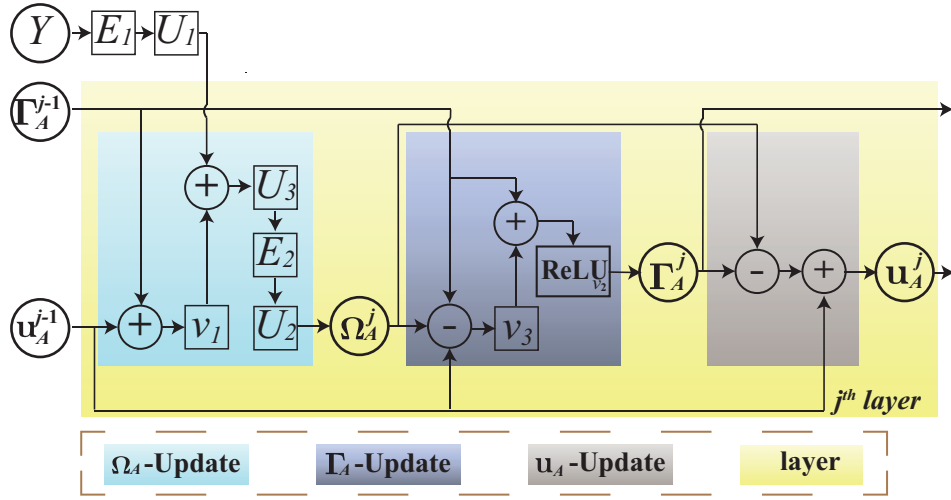 Y E₁ U₁
Γ_A^{j-1}
+ U₃
E₂
u_A^{j-1} + v₁ U₂ Ω_A^j - v₃
+ ReLU_{v₂} Γ_A^j - + u_A^j
jᵗʰ layer
Ω_A-Update Γ_A-Update u_A-Update layer